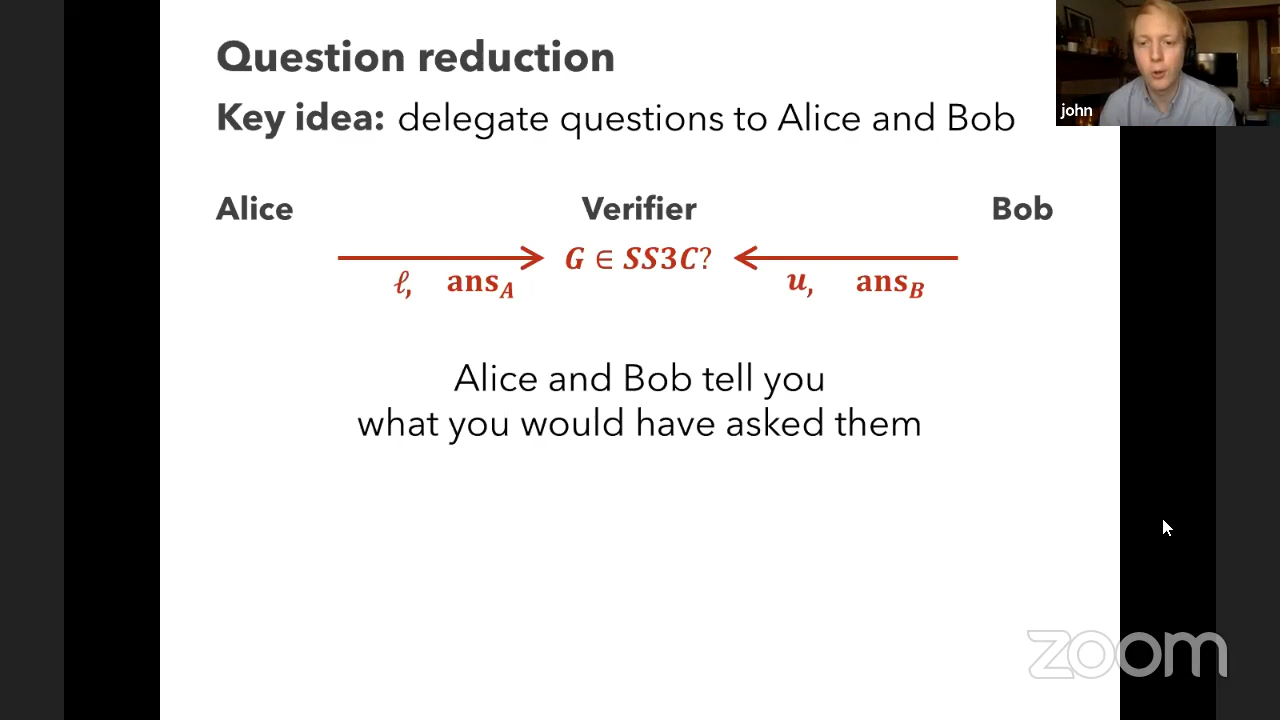 Question reduction
Key idea: delegate questions to Alice and Bob
john
Alice Verifier Bob
G ∈ SS3C?
ℓ, ans_A u, ans_B
Alice and Bob tell you
what you would have asked them
zoom